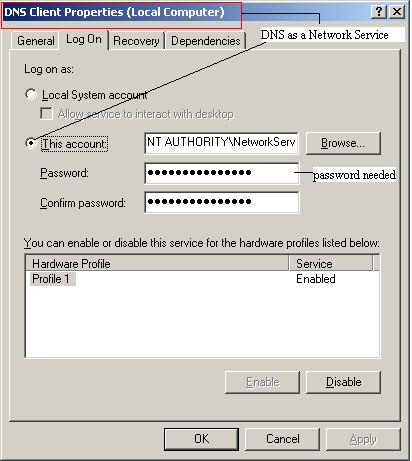 DNS Client Properties (Local Computer)
DNS as a Network Service
General Log On Recovery Dependencies
Log on as:
Local System account
Allow service to interact with desktop
This account: NT AUTHORITY\NetworkServ Browse...
Password: ●●●●●●●●●●●●●●● password needed
Confirm password: ●●●●●●●●●●●●●●●
You can enable or disable this service for the hardware profiles listed below:
Hardware Profile Service
Profile 1 Enabled
Enable Disable
OK Cancel Apply